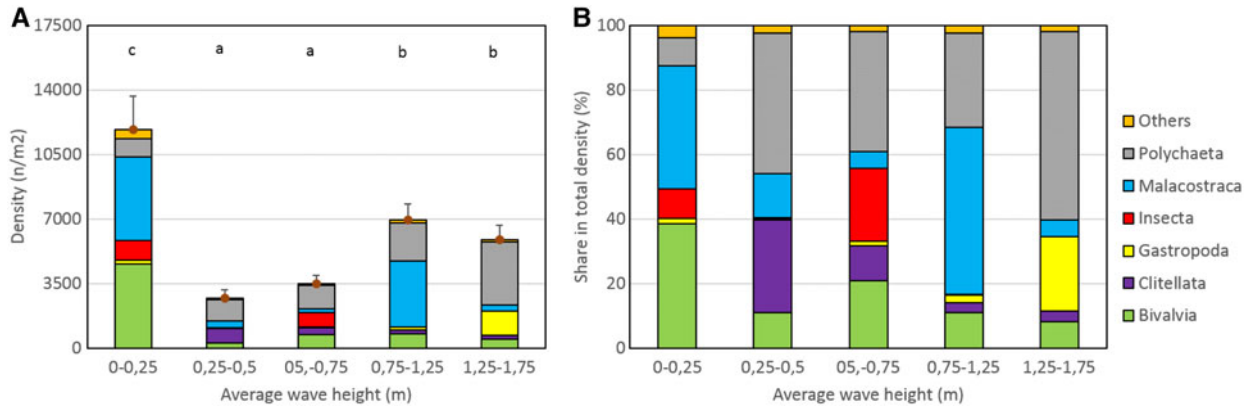 A
17500
14000
10500
7000
3500
0
Density (n/m2)
c a a b b
0-0,25 0,25-0,5 05,-0,75 0,75-1,25 1,25-1,75
Average wave height (m)
B
100
80
60
40
20
0
Share in total density (%)
0-0,25 0,25-0,5 05,-0,75 0,75-1,25 1,25-1,75
Average wave height (m)
Others
Polychaeta
Malacostraca
Insecta
Gastropoda
Clitellata
Bivalvia